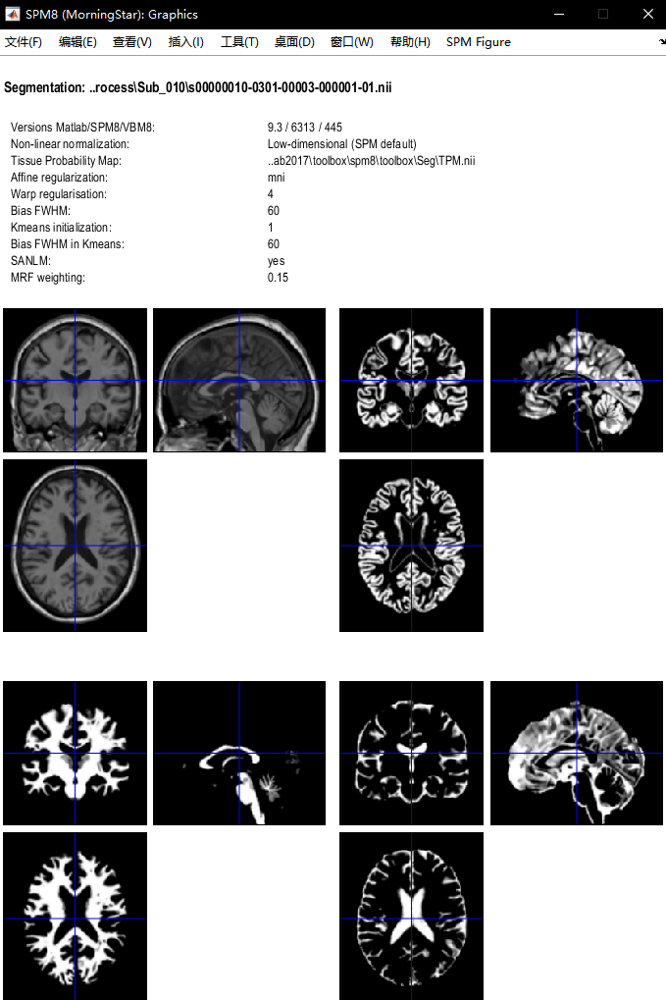 SPM8 (MorningStar): Graphics
文件(F) 编辑(E) 查看(V) 插入(I) 工具(T) 桌面(D) 窗口(W) 帮助(H) SPM Figure
Segmentation: ..rocess\Sub_010\s00000010-0301-00003-000001-01.nii
Versions Matlab/SPM8/VBM8: 9.3 / 6313 / 445
Non-linear normalization: Low-dimensional (SPM default)
Tissue Probability Map: ..ab2017\toolbox\spm8\toolbox\Seg\TPM.nii
Affine regularization: mni
Warp regularisation: 4
Bias FWHM: 60
Kmeans initialization: 1
Bias FWHM in Kmeans: 60
SANLM: yes
MRF weighting: 0.15